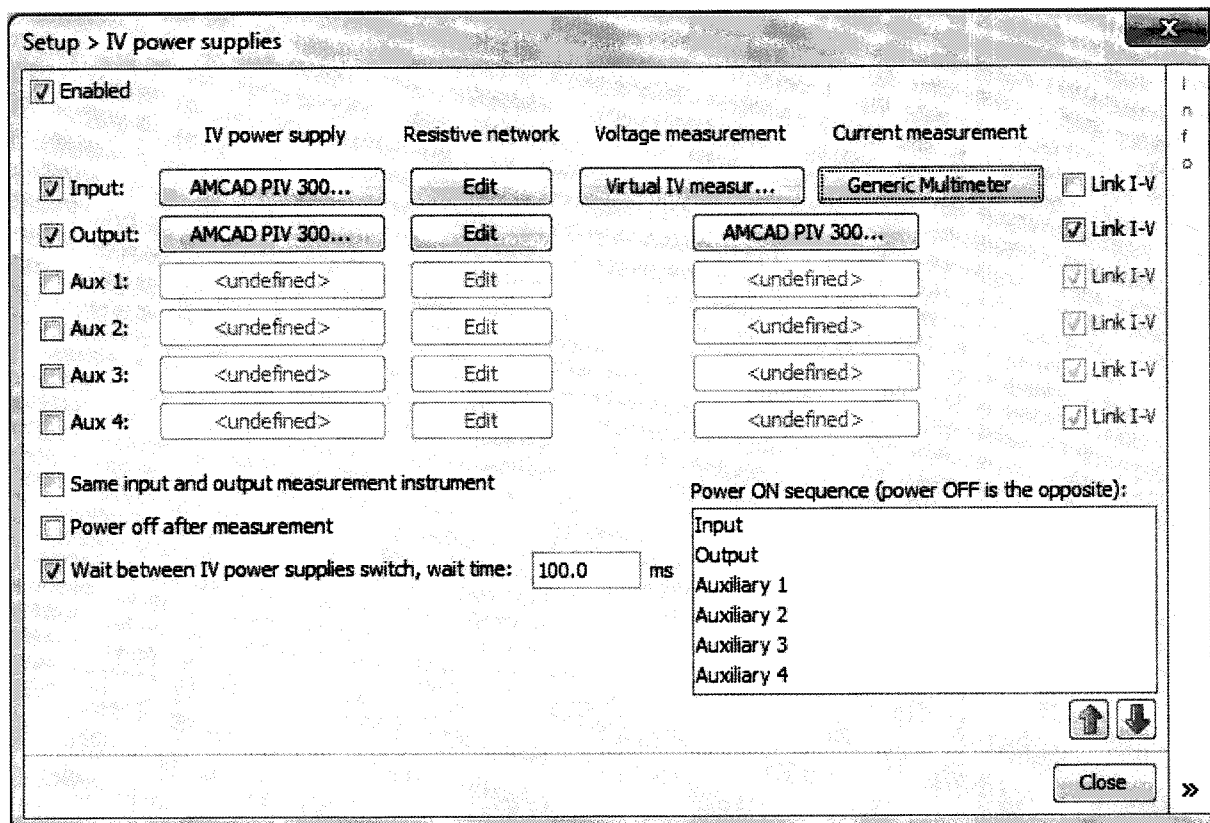 Setup > IV power supplies
Enabled
IV power supply Resistive network Voltage measurement Current measurement
Input: AMCAD PIV 300... Edit Virtual IV measur... Generic Multimeter Link I-V
Output: AMCAD PIV 300... Edit AMCAD PIV 300... Link I-V
Aux 1: <undefined> Edit <undefined> Link I-V
Aux 2: <undefined> Edit <undefined> Link I-V
Aux 3: <undefined> Edit <undefined> Link I-V
Aux 4: <undefined> Edit <undefined> Link I-V
Same input and output measurement instrument
Power off after measurement
Wait between IV power supplies switch, wait time: 100.0 ms
Power ON sequence (power OFF is the opposite):
Input
Output
Auxiliary 1
Auxiliary 2
Auxiliary 3
Auxiliary 4
Close
Info
»